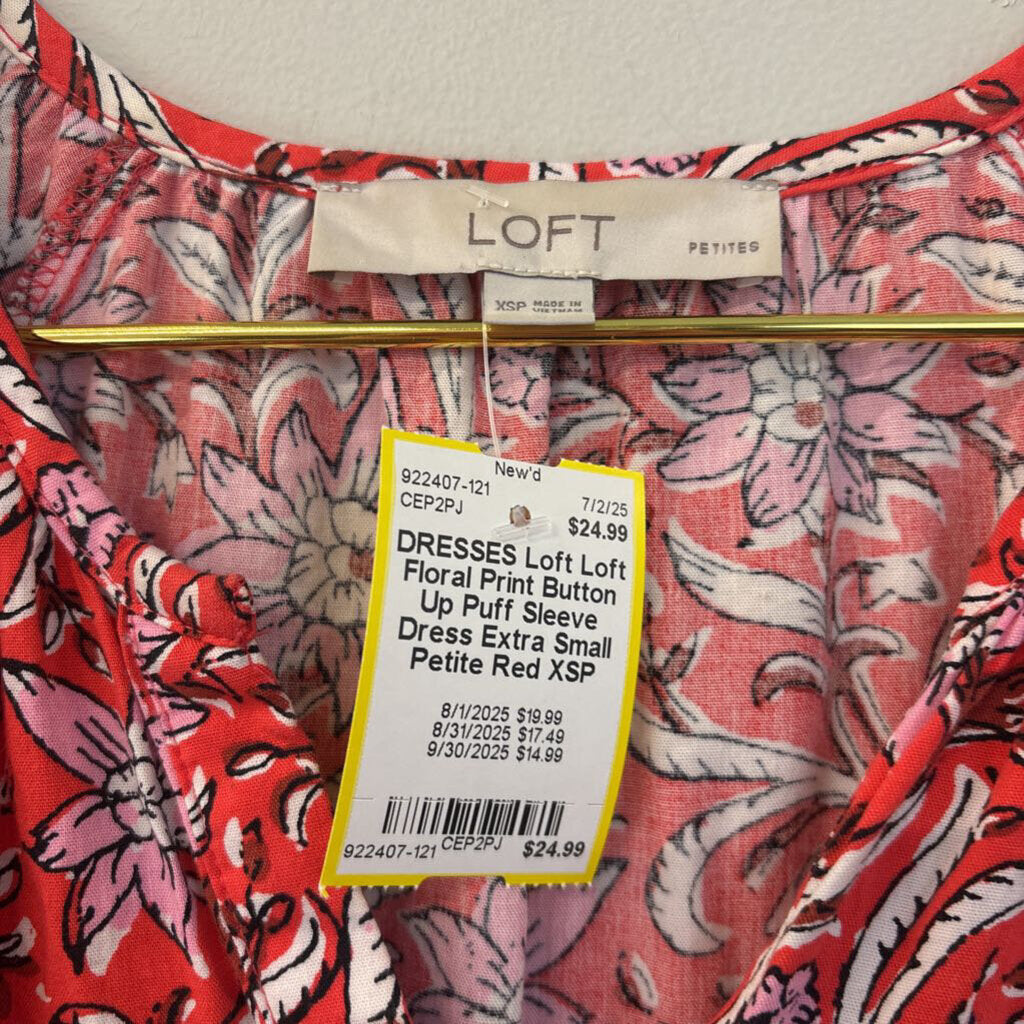 LOFT
PETITES
XSP MADE IN
VIETNAM
New'd
922407-121
CEP2PJ
7/2/25
$24.99
DRESSES Loft Loft
Floral Print Button
Up Puff Sleeve
Dress Extra Small
Petite Red XSP
8/1/2025 $19.99
8/31/2025 $17.49
9/30/2025 $14.99
922407-121 CEP2PJ $24.99